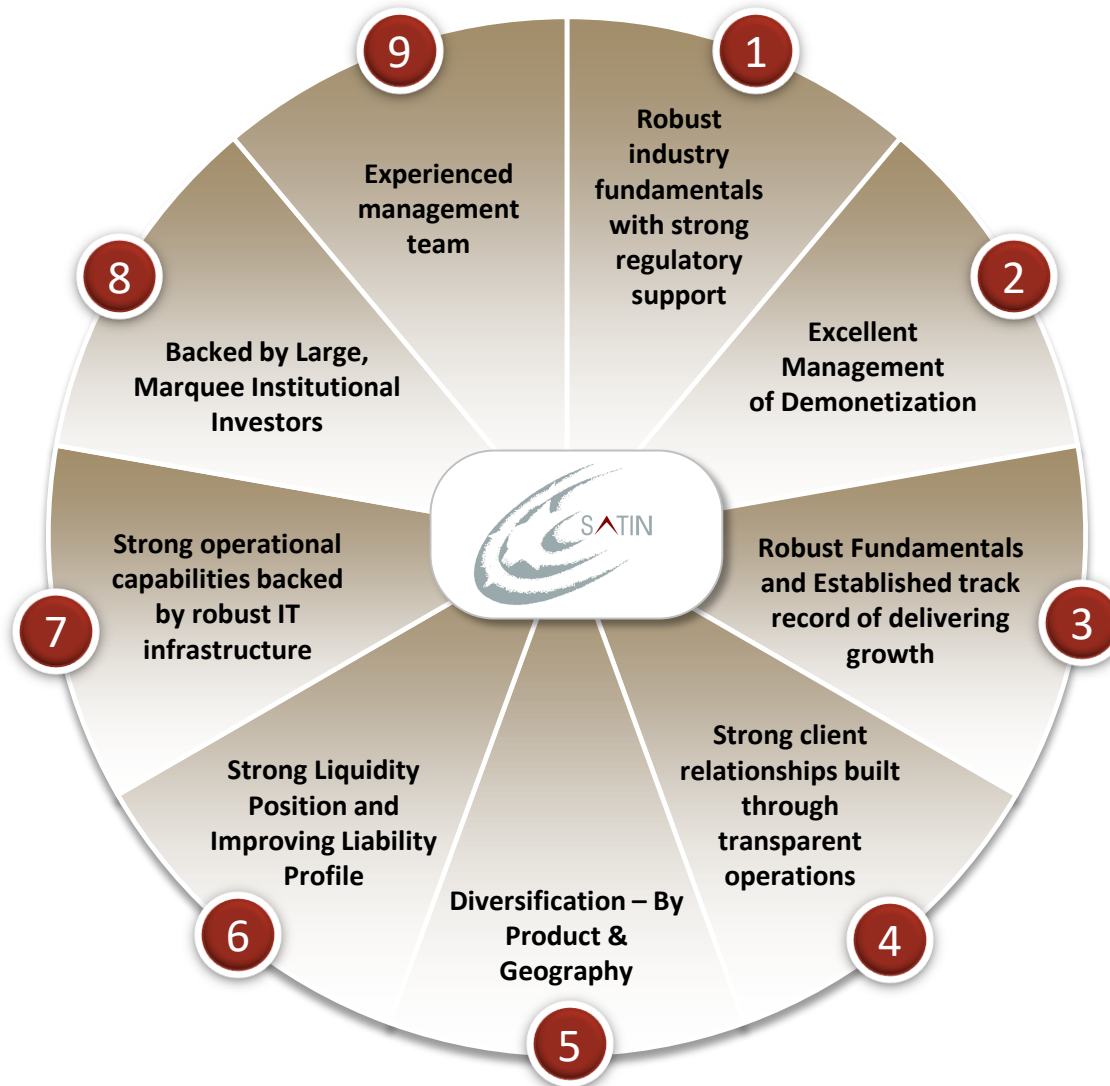 1
Robust
industry
fundamentals
with strong
regulatory
support
2
Excellent
Management
of Demonetization
3
Robust Fundamentals
and Established track
record of delivering
growth
4
Strong client
relationships built
through
transparent
operations
5
Diversification – By
Product &
Geography
6
Strong Liquidity
Position and
Improving Liability
Profile
7
Strong operational
capabilities backed
by robust IT
infrastructure
8
Backed by Large,
Marquee Institutional
Investors
9
Experienced
management
team
SATIN